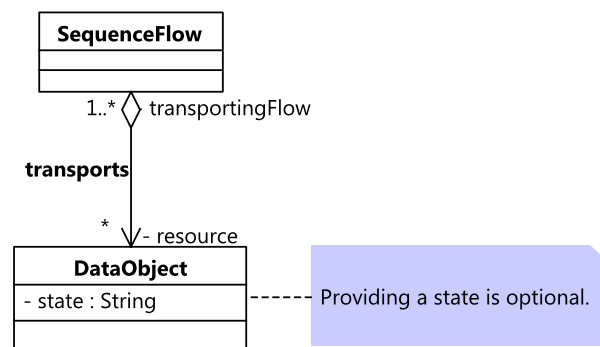 SequenceFlow
1..* transportingFlow
transports
*
- resource
DataObject
- state : String
Providing a state is optional.